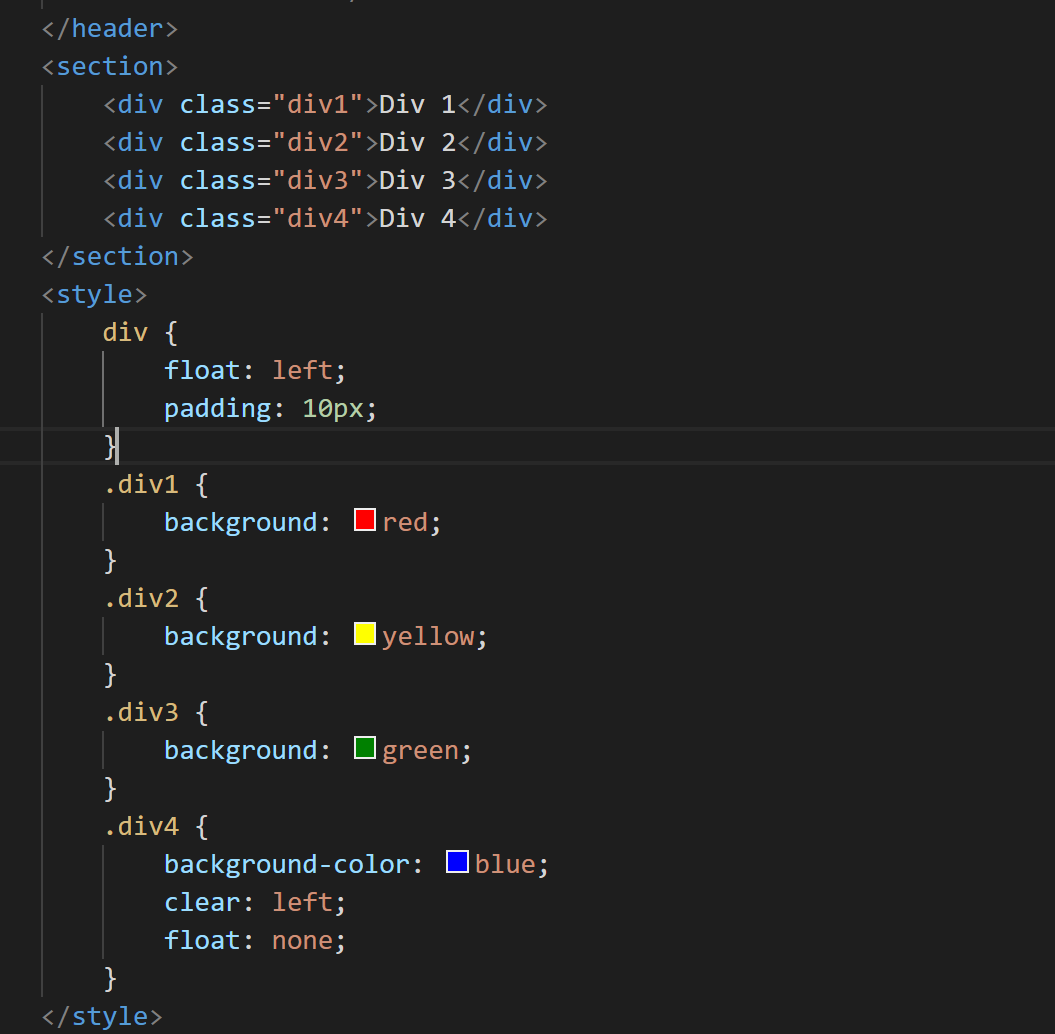 </header>
<section>
    <div class="div1">Div 1</div>
    <div class="div2">Div 2</div>
    <div class="div3">Div 3</div>
    <div class="div4">Div 4</div>
</section>
<style>
    div {
        float: left;
        padding: 10px;
    }
    .div1 {
        background: red;
    }
    .div2 {
        background: yellow;
    }
    .div3 {
        background: green;
    }
    .div4 {
        background-color: blue;
        clear: left;
        float: none;
    }
</style>